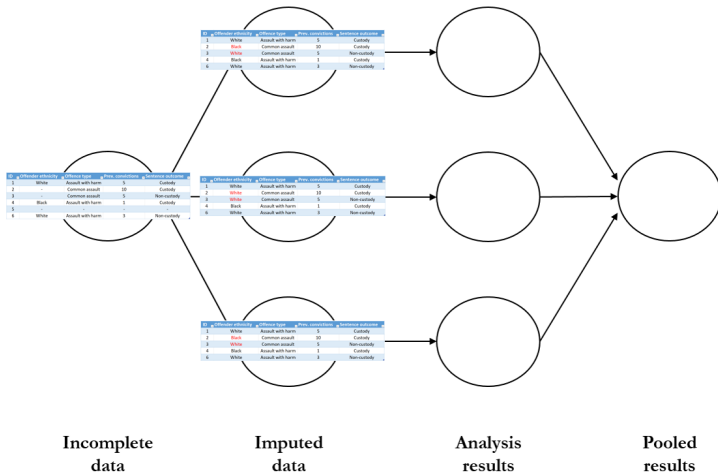 ID Offender ethnicity Offence type Prev. convictions Sentence outcome
1 White Assault with harm 5 Custody
2 Black Common assault 10 Custody
3 White Common assault 5 Non-custody
4 Black Assault with harm 1 Custody
6 White Assault with harm 3 Non-custody
ID Offender ethnicity Offence type Prev. convictions Sentence outcome
1 White Assault with harm 5 Custody
2 - Common assault 10 Custody
3 - Common assault 5 Non-custody
4 Black Assault with harm 1 Custody
5 - - - -
6 White Assault with harm 3 Non-custody
ID Offender ethnicity Offence type Prev. convictions Sentence outcome
1 White Assault with harm 5 Custody
2 White Common assault 10 Custody
3 White Common assault 5 Non-custody
4 Black Assault with harm 1 Custody
6 White Assault with harm 3 Non-custody
ID Offender ethnicity Offence type Prev. convictions Sentence outcome
1 White Assault with harm 5 Custody
2 Black Common assault 10 Custody
3 White Common assault 5 Non-custody
4 Black Assault with harm 1 Custody
6 White Assault with harm 3 Non-custody
Incomplete
data
Imputed
data
Analysis
results
Pooled
results